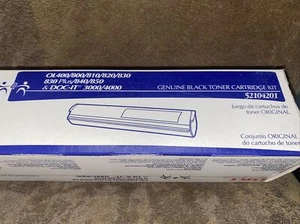 OL400/800/810/820/830
830 Plus/840/850
& DOC·IT® 3000/4000
GENUINE BLACK TONER CARTRIDGE KIT
52104201
Juego de cartuchos de
toner ORIGINAL
Conjunto ORIGINAL
do cartucho de toner